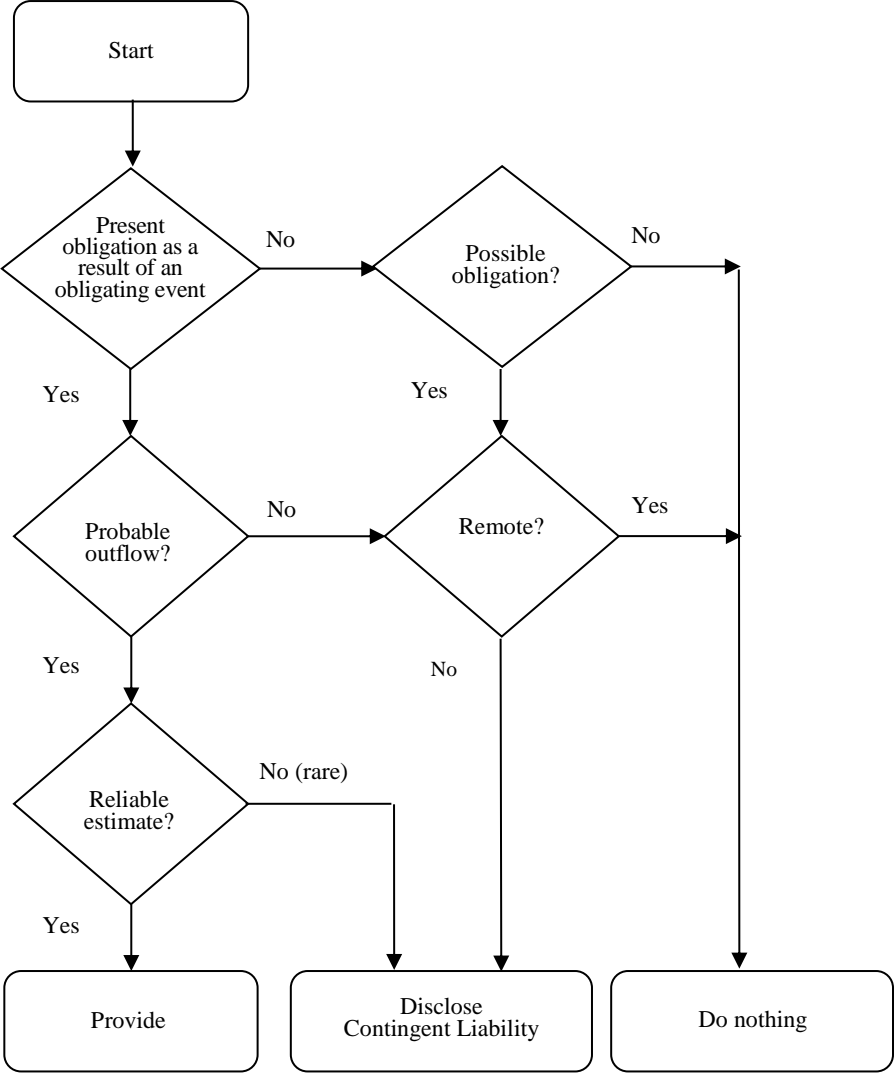 Start
Present
obligation as a
result of an
obligating event
No
Possible
obligation?
No
Yes
Yes
Probable
outflow?
No
Remote?
Yes
Yes
No
Reliable
estimate?
No (rare)
Yes
Provide
Disclose
Contingent Liability
Do nothing